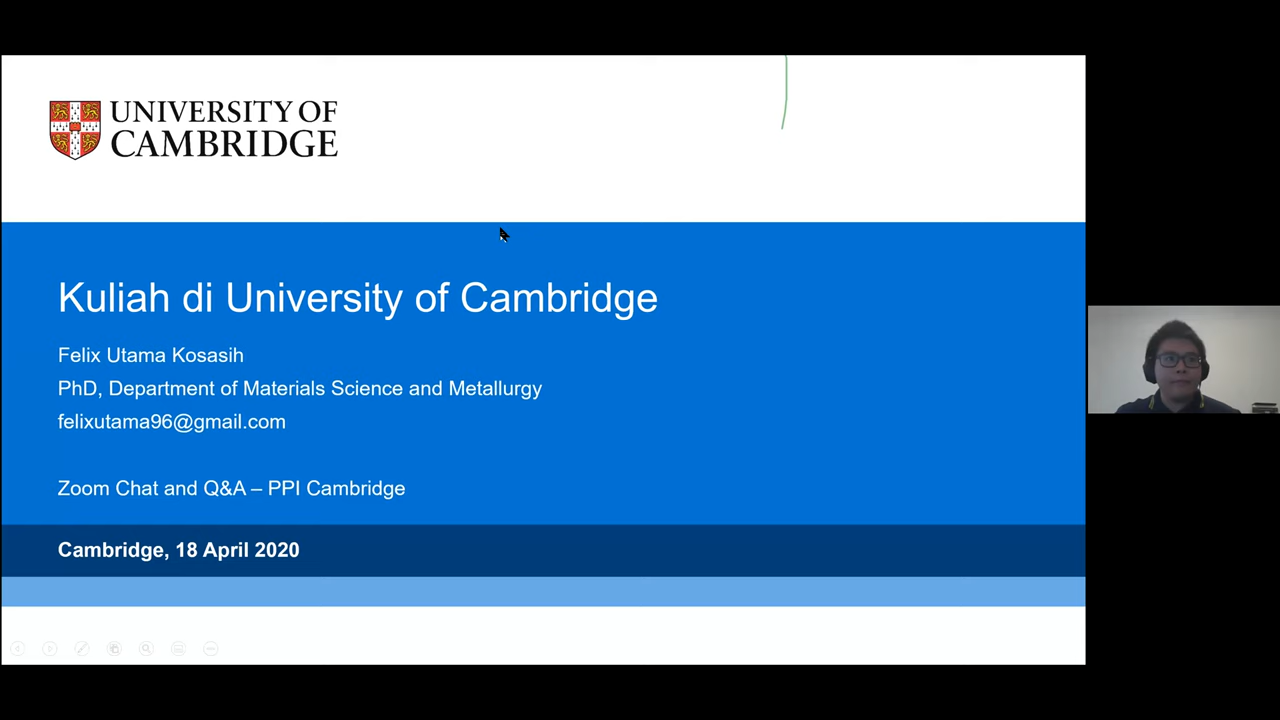 UNIVERSITY OF
CAMBRIDGE
Kuliah di University of Cambridge
Felix Utama Kosasih
PhD, Department of Materials Science and Metallurgy
felixutama96@gmail.com
Zoom Chat and Q&A – PPI Cambridge
Cambridge, 18 April 2020